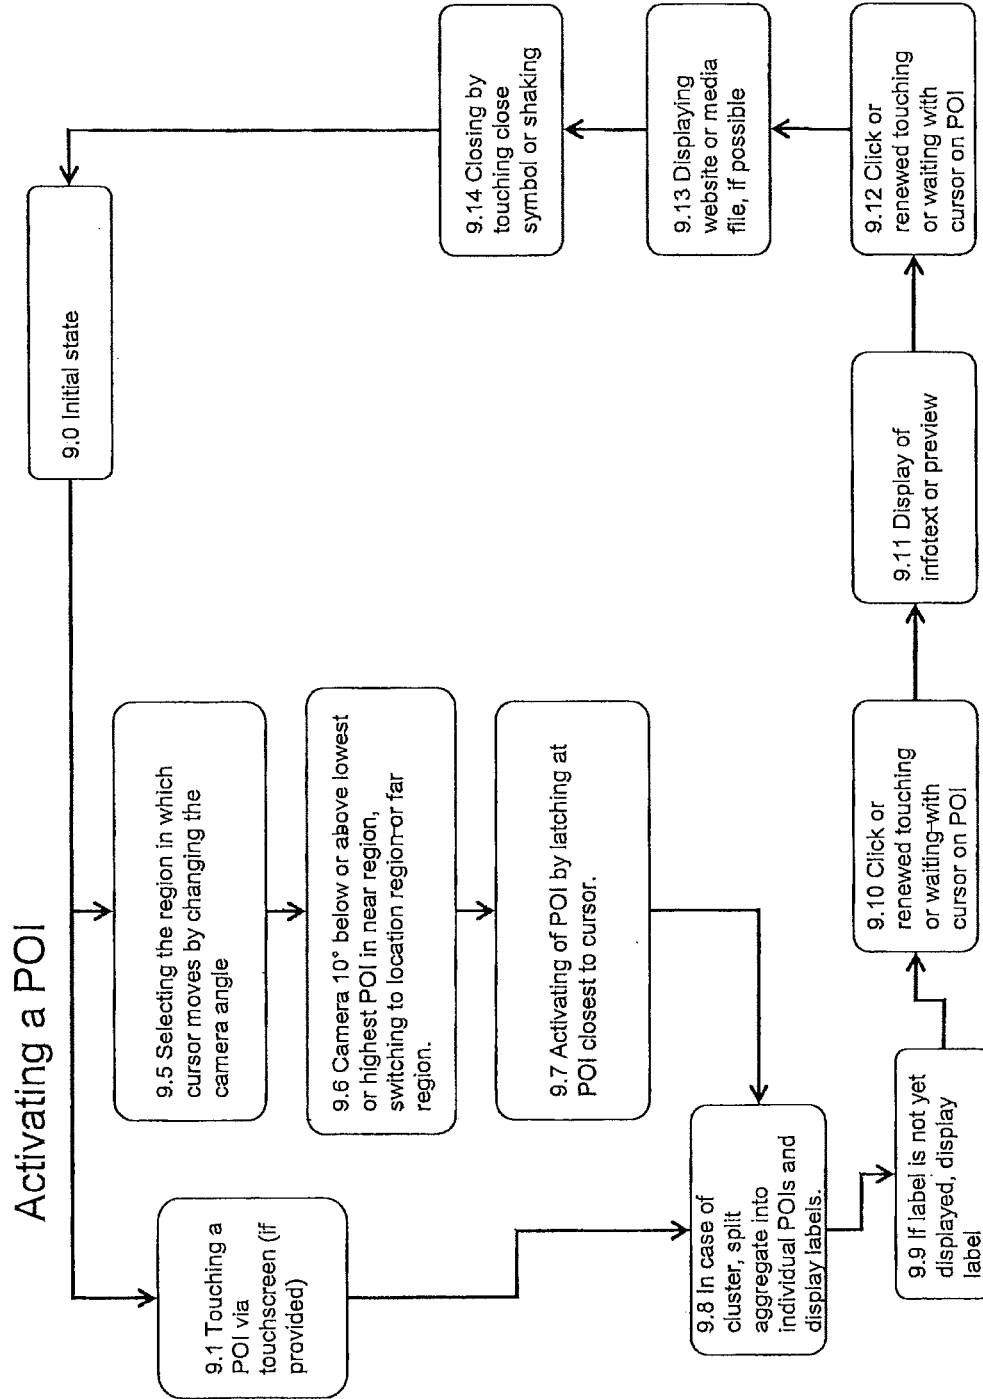 Activating a POI
9.0 Initial state
9.1 Touching a
POI via
touchscreen (if
provided)
9.5 Selecting the region in which
cursor moves by changing the
camera angle
9.6 Camera 10° below or above lowest
or highest POI in near region,
switching to location region or far
region.
9.7 Activating of POI by latching at
POI closest to cursor.
9.8 In case of
cluster, split
aggregate into
individual POIs and
display labels.
9.9 If label is not yet
displayed, display
label
9.10 Click or
renewed touching
or waiting with
cursor on POI
9.11 Display of
infotext or preview
9.12 Click or
renewed touching
or waiting with
cursor on POI
9.13 Displaying
website or media
file, if possible
9.14 Closing by
touching close
symbol or shaking